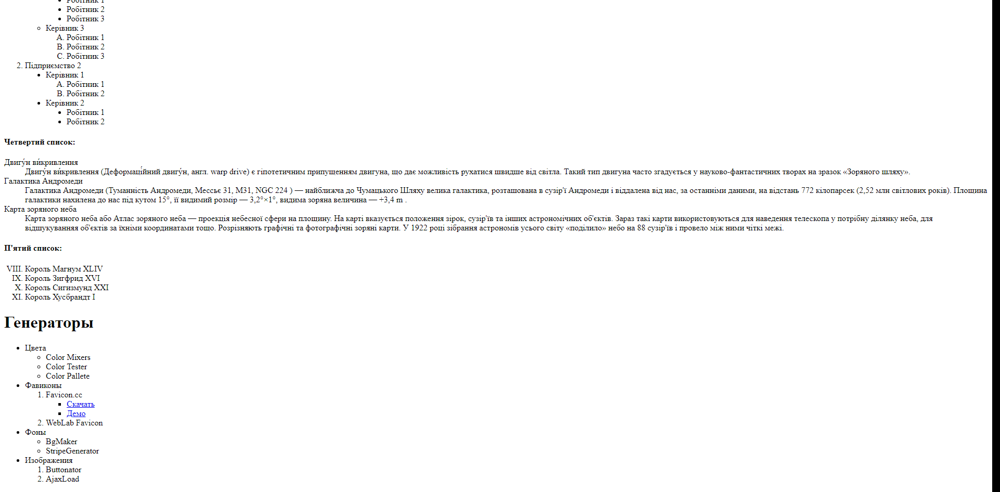 Робітник 1
• Робітник 2
• Робітник 3
◦ Керівник 3
A. Робітник 1
B. Робітник 2
C. Робітник 3
2. Підприємство 2
• Керівник 1
A. Робітник 1
B. Робітник 2
• Керівник 2
• Робітник 1
• Робітник 2
Четвертий список:
Двигу́н ви́кривлення
Двигу́н ви́кривлення (Деформаці́йний двигу́н, англ. warp drive) є гіпотетичним припущенням двигуна, що дає можливість рухатися швидше від світла. Такий тип двигуна часто згадується у науково-фантастичних творах на зразок «Зоряного шляху».
Галактика Андромеди
Галактика Андромеди (Туманність Андромеди, Мессьє 31, M31, NGC 224 ) — найближча до Чумацького Шляху велика галактика, розташована в сузір'ї Андромеди і віддалена від нас, за останніми даними, на відстань 772 кілопарсек (2,52 млн світлових років). Площина
галактики нахилена до нас під кутом 15°, її видимий розмір — 3,2°×1°, видима зоряна величина — +3,4 m .
Карта зоряного неба
Карта зоряного неба або Атлас зоряного неба — проекція небесної сфери на площину. На карті вказується положення зірок, сузір'їв та інших астрономічних об'єктів. Зараз такі карти використовуються для наведення телескопа у потрібну ділянку неба, для
відшукуванняя об'єктів за їхніми координатами тощо. Розрізняють графічні та фотографічні зоряні карти. У 1922 році зібрання астрономів усього світу «поділило» небо на 88 сузір'їв і провело між ними чіткі межі.
П'ятий список:
VIII. Король Магнум XLIV
IX. Король Зигфрид XVI
X. Король Сигизмунд XXI
XI. Король Хусбрандт I
Генераторы
• Цвета
◦ Color Mixers
◦ Color Tester
◦ Color Pallete
• Фавиконы
1. Favicon.cc
▪ Скачать
▪ Демо
2. WebLab Favicon
• Фоны
◦ BgMaker
◦ StripeGenerator
• Изображения
1. Buttonator
2. AjaxLoad